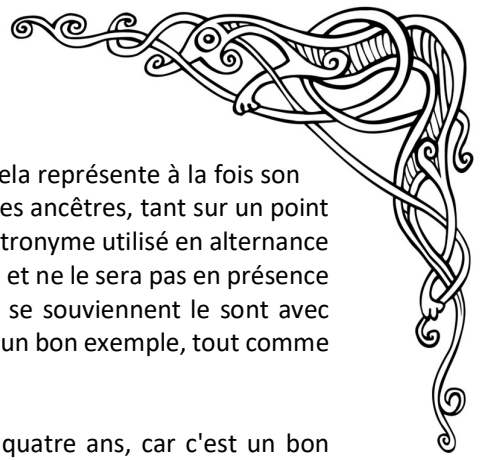 ela représente à la fois son
es ancêtres, tant sur un point
tronyme utilisé en alternance
et ne le sera pas en présence
se souviennent le sont avec
un bon exemple, tout comme
quatre ans, car c'est un bon